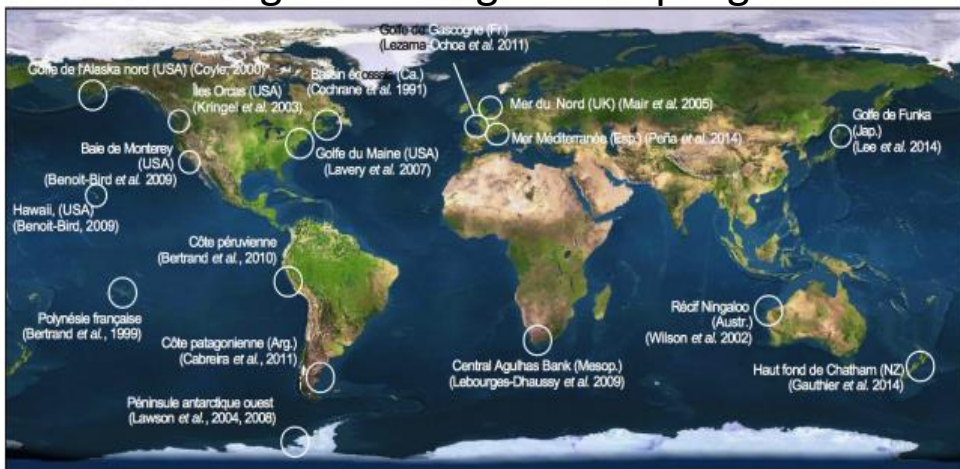 Golfe de Gascogne (Fr.)
(Lezama-Ochoa et al. 2011)
Golfe de l'Alaska nord (USA) (Coyle, 2000)
Îles Orcas (USA)
(Kringel et al. 2003)
Bassin écossais (Ca.)
(Cochrane et al. 1991)
Mer du Nord (UK) (Mair et al. 2005)
Mer Méditerranée (Esp.) (Peña et al. 2014)
Golfe de Funka
(Jap.)
(Lee et al. 2014)
Baie de Monterey
(USA)
(Benoit-Bird et al. 2009)
Golfe du Maine (USA)
(Lavery et al. 2007)
Hawaii, (USA)
(Benoit-Bird, 2009)
Côte péruvienne
(Bertrand et al., 2010)
Polynésie française
(Bertrand et al., 1999)
Côte patagonienne (Arg.)
(Cabreira et al., 2011)
Central Agulhas Bank (Mesop.)
(Lebourges-Dhaussy et al. 2009)
Récif Ningaloo
(Austr.)
(Wilson et al. 2002)
Haut fond de Chatham (NZ)
(Gauthier et al. 2014)
Péninsule antarctique ouest
(Lawson et al., 2004, 2008)